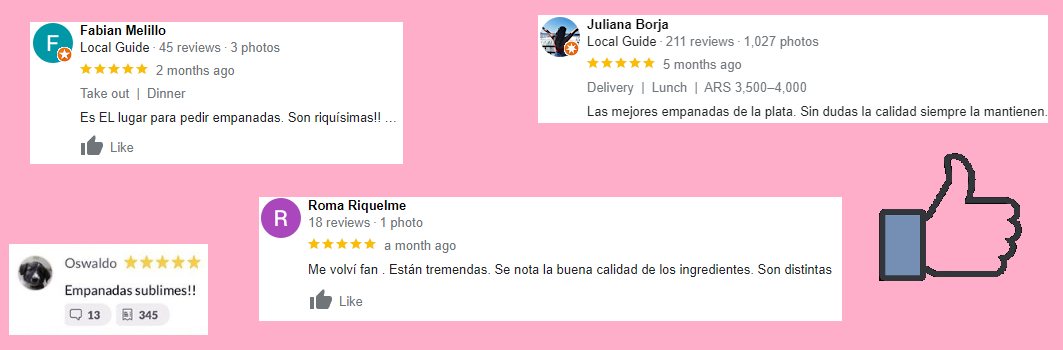 F
Fabian Melillo
Local Guide · 45 reviews · 3 photos
2 months ago
Take out | Dinner
Es EL lugar para pedir empanadas. Son riquísimas!! ...
Like
Juliana Borja
Local Guide · 211 reviews · 1,027 photos
5 months ago
Delivery | Lunch | ARS 3,500–4,000
Las mejores empanadas de la plata. Sin dudas la calidad siempre la mantienen.
R
Roma Riquelme
18 reviews · 1 photo
a month ago
Me volví fan . Están tremendas. Se nota la buena calidad de los ingredientes. Son distintas
Like
Oswaldo
Empanadas sublimes!!
13 345